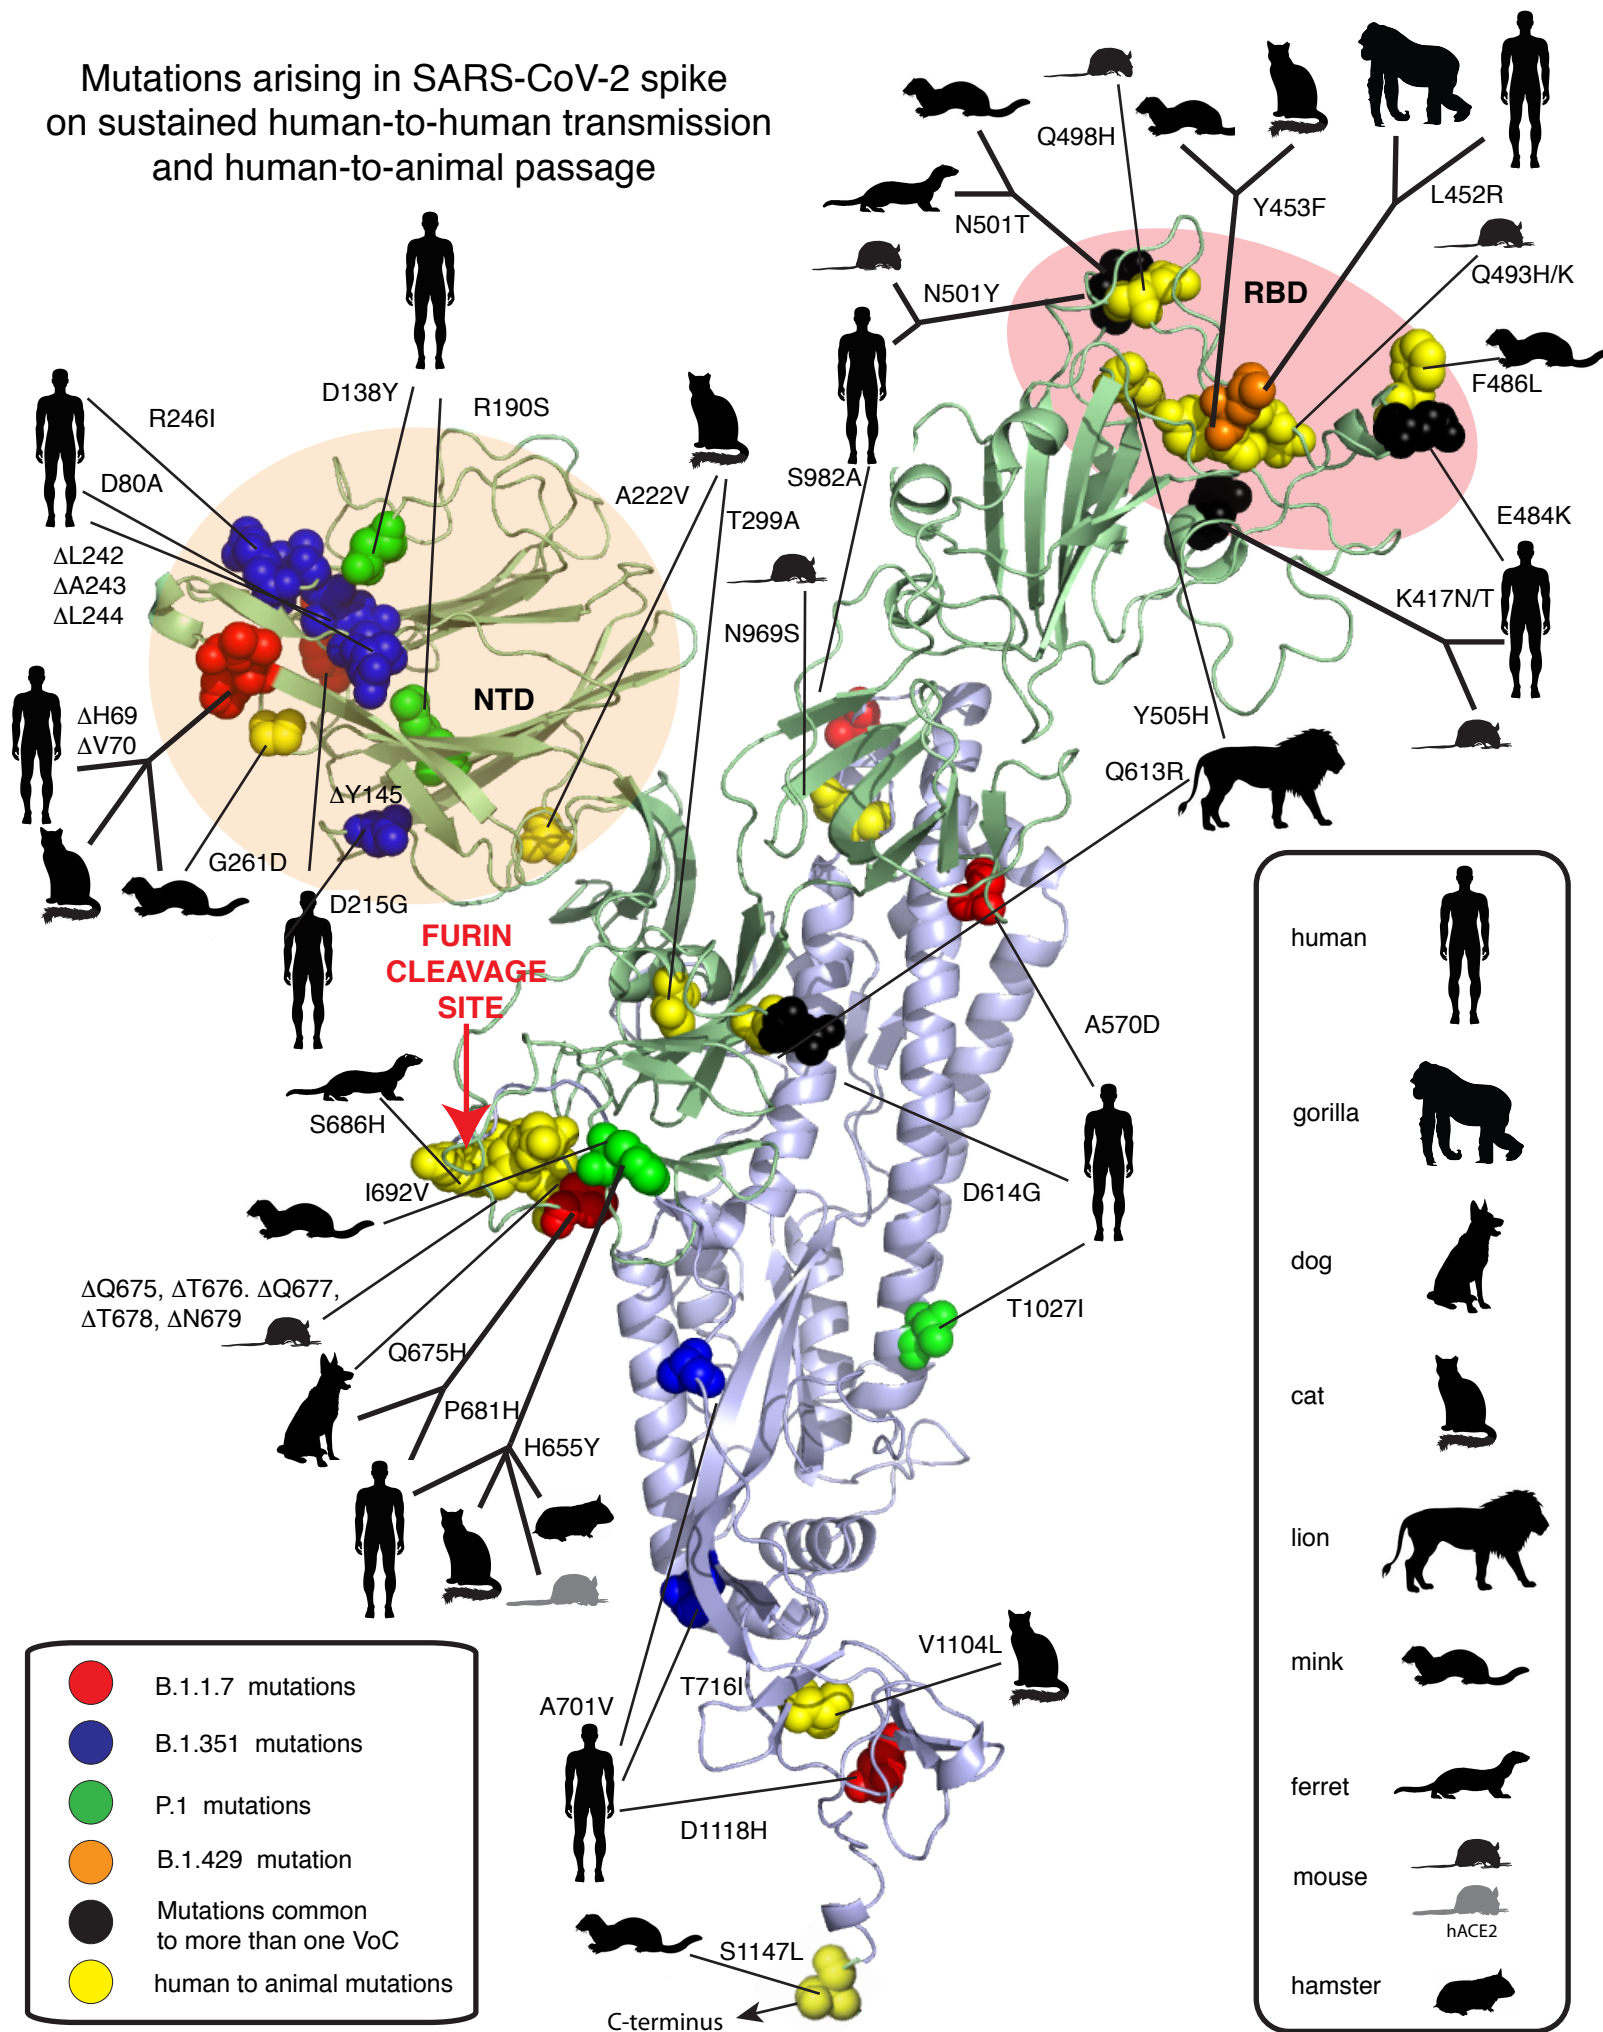 Mutations arising in SARS-CoV-2 spike
on sustained human-to-human transmission
and human-to-animal passage
Q498H
N501T
Y453F
L452R
Q493H/K
N501Y
RBD
F486L
D138Y
R190S
R246I
D80A
ΔL242
ΔA243
ΔL244
A222V
T299A
S982A
E484K
K417N/T
N969S
NTD
ΔH69
ΔV70
ΔY145
G261D
D215G
Y505H
Q613R
FURIN
CLEAVAGE
SITE
A570D
S686H
I692V
D614G
ΔQ675, ΔT676. ΔQ677,
ΔT678, ΔN679
T1027I
Q675H
P681H
H655Y
V1104L
T716I
A701V
D1118H
S1147L
C-terminus
B.1.1.7 mutations
B.1.351 mutations
P.1 mutations
B.1.429 mutation
Mutations common
to more than one VoC
human to animal mutations
human
gorilla
dog
cat
lion
mink
ferret
mouse
hACE2
hamster